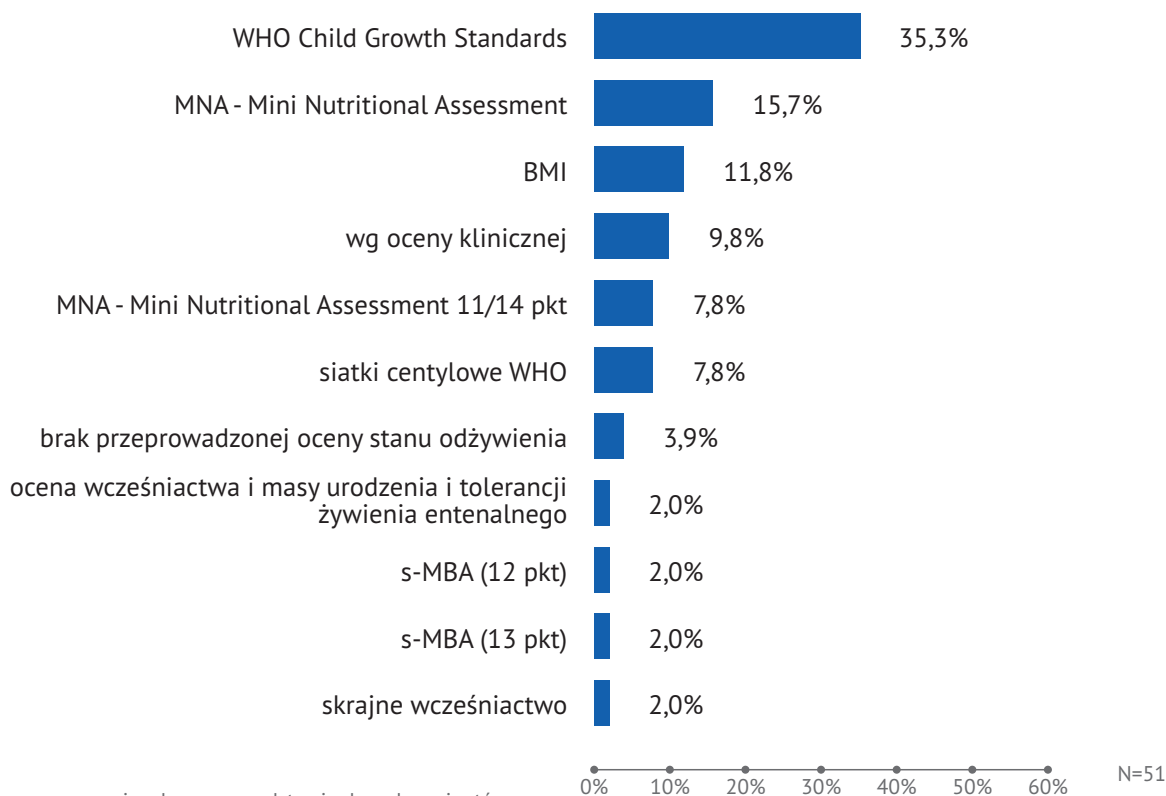 WHO Child Growth Standards 35,3%
MNA - Mini Nutritional Assessment 15,7%
BMI 11,8%
wg oceny klinicznej 9,8%
MNA - Mini Nutritional Assessment 11/14 pkt 7,8%
siatki centylowe WHO 7,8%
brak przeprowadzonej oceny stanu odżywienia 3,9%
ocena wcześniactwa i masy urodzenia i tolerancji
żywienia entenalnego 2,0%
s-MBA (12 pkt) 2,0%
s-MBA (13 pkt) 2,0%
skrajne wcześniactwo 2,0%
N=51
0% 10% 20% 30% 40% 50% 60%